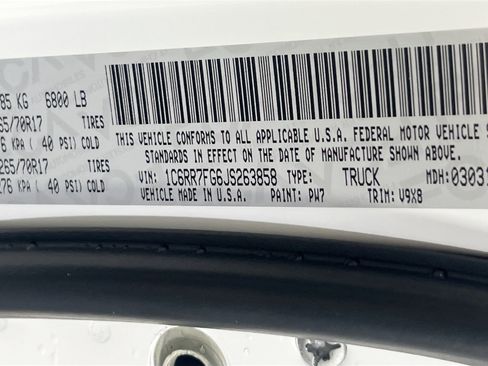 85 KG 6800 LB
65/70R17 TIRES
76 KPA ( 40 PSI) COLD
265/70R17 TIRES
276 KPA ( 40 PSI) COLD
THIS VEHICLE CONFORMS TO ALL APPLICABLE U.S.A. FEDERAL MOTOR VEHICLE S
STANDARDS IN EFFECT ON THE DATE OF MANUFACTURE SHOWN ABOVE.
VIN: 1C6RR7FG6JS263858 TYPE: TRUCK MDH: 03031
VEHICLE MADE IN U.S.A. PAINT: PW7 TRIM: V9X8